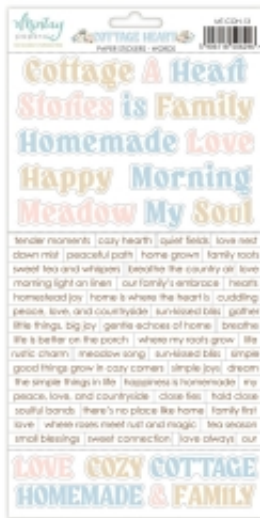 mintay
papers
COTTAGE HEART
PAPER STICKERS - WORDS
Cottage A Heart
Stories is Family
Homemade Love
Happy Morning
Meadow My Soul
tender moments cozy hearth quiet fields love nest
dawn mist peaceful path home grown family roots
sweet tea and whispers breathe the country air love
morning light on linen our family's embrace hearts
homestead joy home is where the heart is cuddling
peace, love, and countryside sun-kissed bliss gather
little things, big joy gentle echoes of home breathe
life is better on the porch where my roots grow life
rustic charm meadow song sun-kissed bliss simple
good things grow in cozy corners simple joys dream
the simple things in life happiness is homemade my
peace, love, and countryside close ties hold close
soulful bonds there's no place like home family first
love where roses meet rust and magic tea season
small blessings sweet connection love always our
LOVE COZY COTTAGE
HOMEMADE & FAMILY